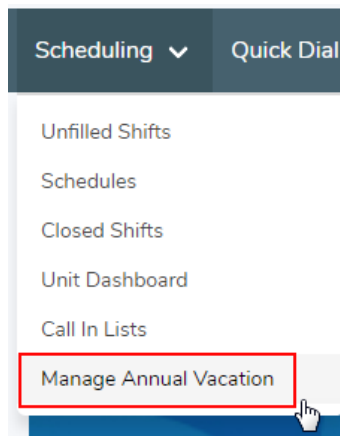 Scheduling Quick Dial
Unfilled Shifts
Schedules
Closed Shifts
Unit Dashboard
Call In Lists
Manage Annual Vacation